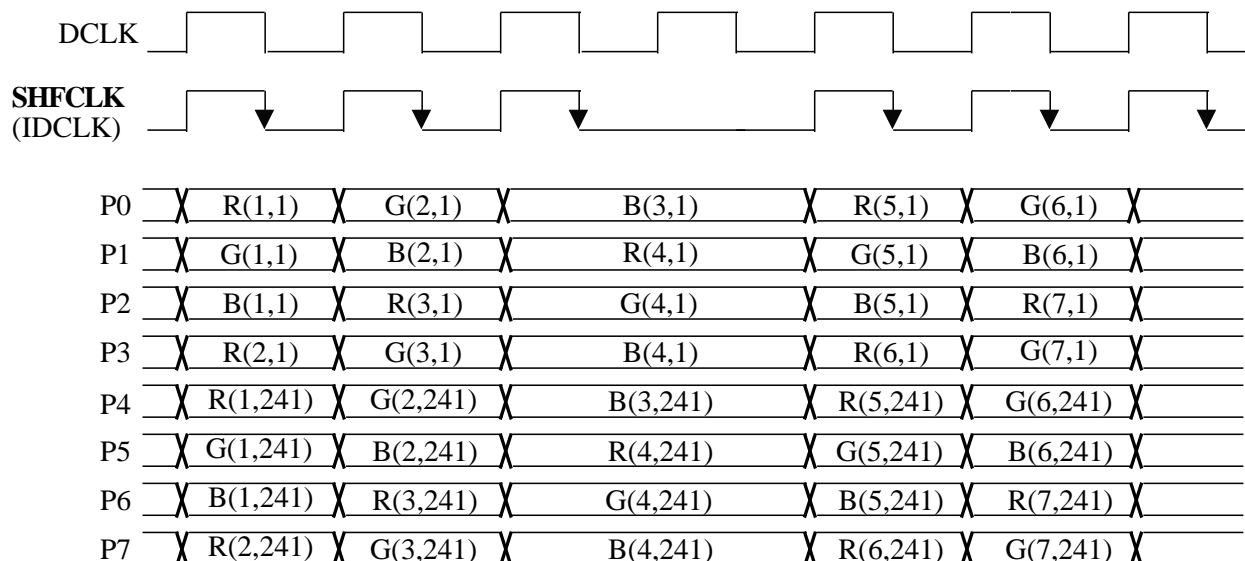 DCLK
SHFCLK
(IDCLK)
P0 R(1,1) G(2,1) B(3,1) R(5,1) G(6,1)
P1 G(1,1) B(2,1) R(4,1) G(5,1) B(6,1)
P2 B(1,1) R(3,1) G(4,1) B(5,1) R(7,1)
P3 R(2,1) G(3,1) B(4,1) R(6,1) G(7,1)
P4 R(1,241) G(2,241) B(3,241) R(5,241) G(6,241)
P5 G(1,241) B(2,241) R(4,241) G(5,241) B(6,241)
P6 B(1,241) R(3,241) G(4,241) B(5,241) R(7,241)
P7 R(2,241) G(3,241) B(4,241) R(6,241) G(7,241)